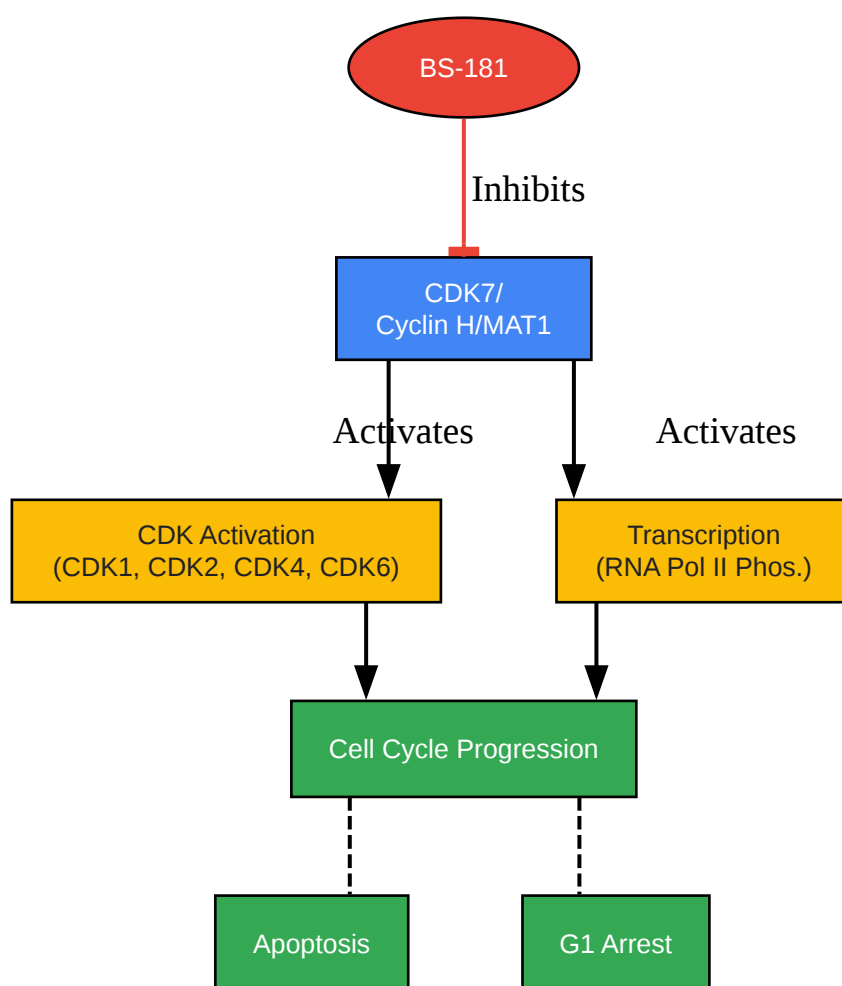 BS-181
Inhibits
CDK7/
Cyclin H/MAT1
Activates
Activates
CDK Activation
(CDK1, CDK2, CDK4, CDK6)
Transcription
(RNA Pol II Phos.)
Cell Cycle Progression
Apoptosis
G1 Arrest